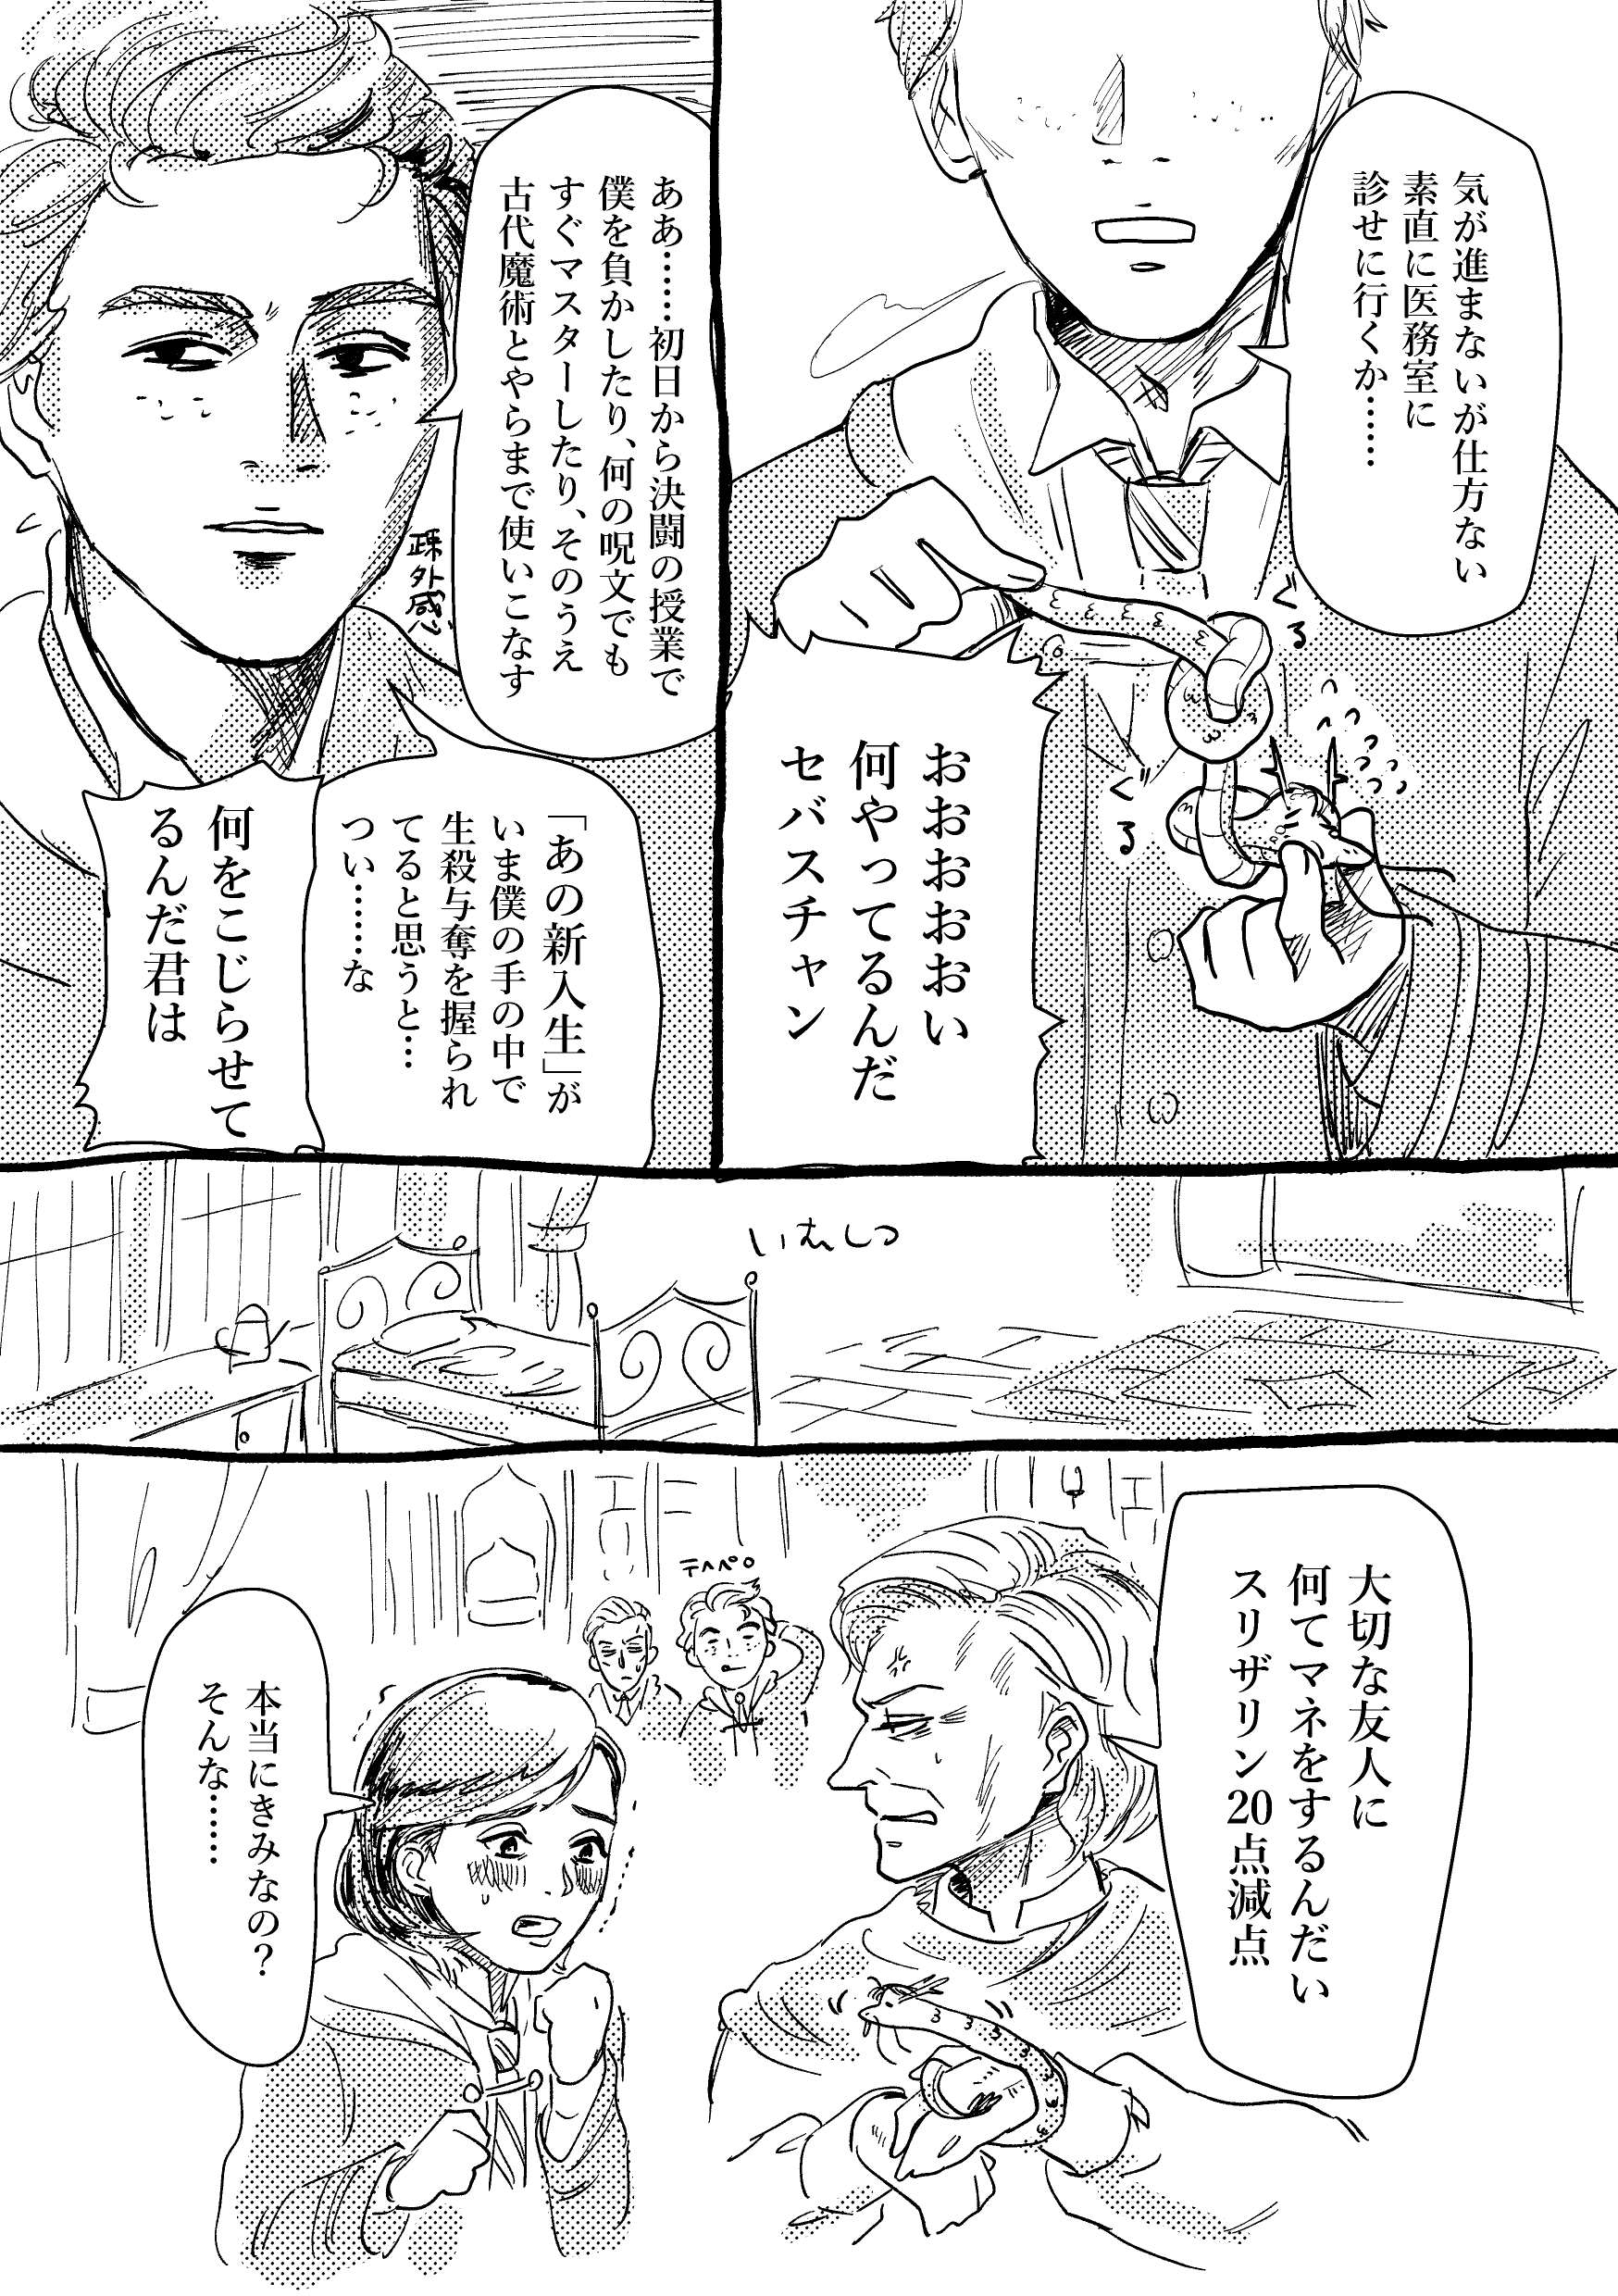 気が進まないが仕方ない
素直に医務室に
診せに行くか……
ぐる
ぐる
おおおおおい
何やってるんだ
セバスチャン
ああ……初日から決闘の授業で
僕を負かしたり、何の呪文でも
すぐマスターしたり、そのうえ
古代魔術とやらまで使いこなす
疎外感
「あの新入生」が
いま僕の手の中で
生殺与奪を握られ
てると思うと…
つい………な
何をこじらせて
るんだ君は
いむしつ
大切な友人に
何てマネをするんだい
スリザリン20点減点
テヘペロ
本当にきみなの？
そんな……